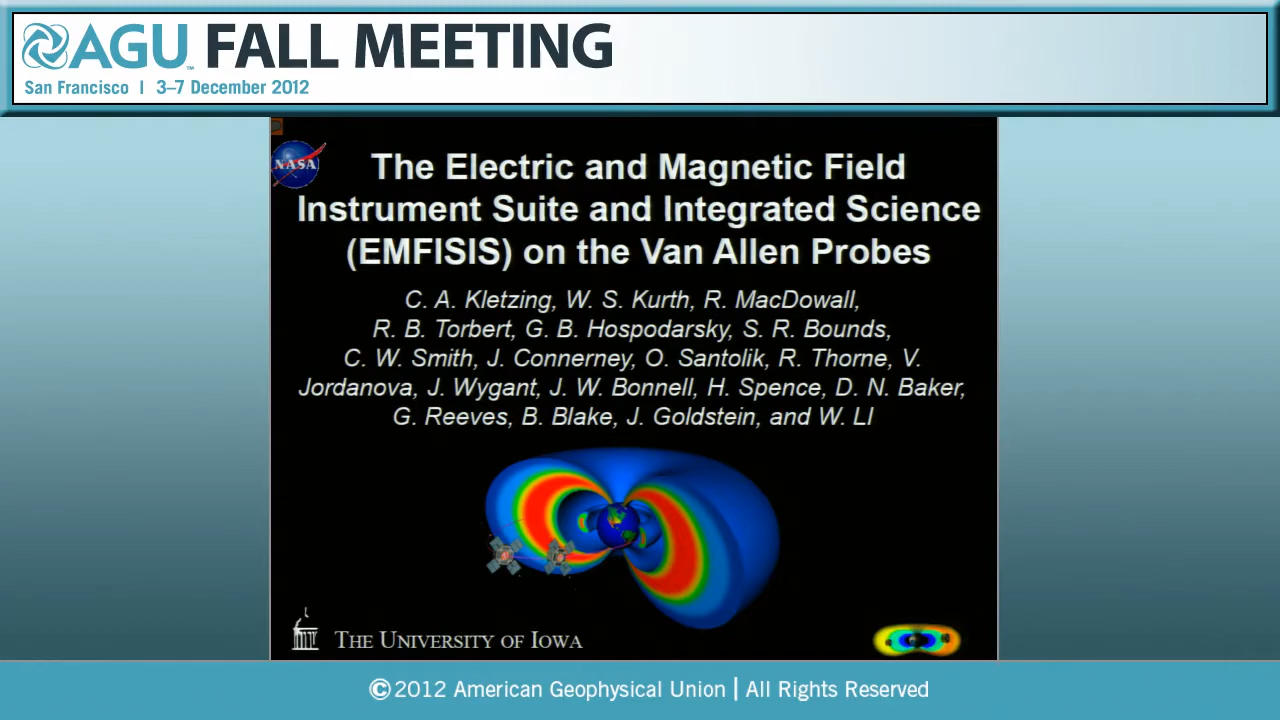 AGU™ FALL MEETING
San Francisco | 3–7 December 2012
NASA
The Electric and Magnetic Field
Instrument Suite and Integrated Science
(EMFISIS) on the Van Allen Probes
C. A. Kletzing, W. S. Kurth, R. MacDowall,
R. B. Torbert, G. B. Hospodarsky, S. R. Bounds,
C. W. Smith, J. Connerney, O. Santolik, R. Thorne, V.
Jordanova, J. Wygant, J. W. Bonnell, H. Spence, D. N. Baker,
G. Reeves, B. Blake, J. Goldstein, and W. LI
THE UNIVERSITY OF IOWA
©2012 American Geophysical Union | All Rights Reserved